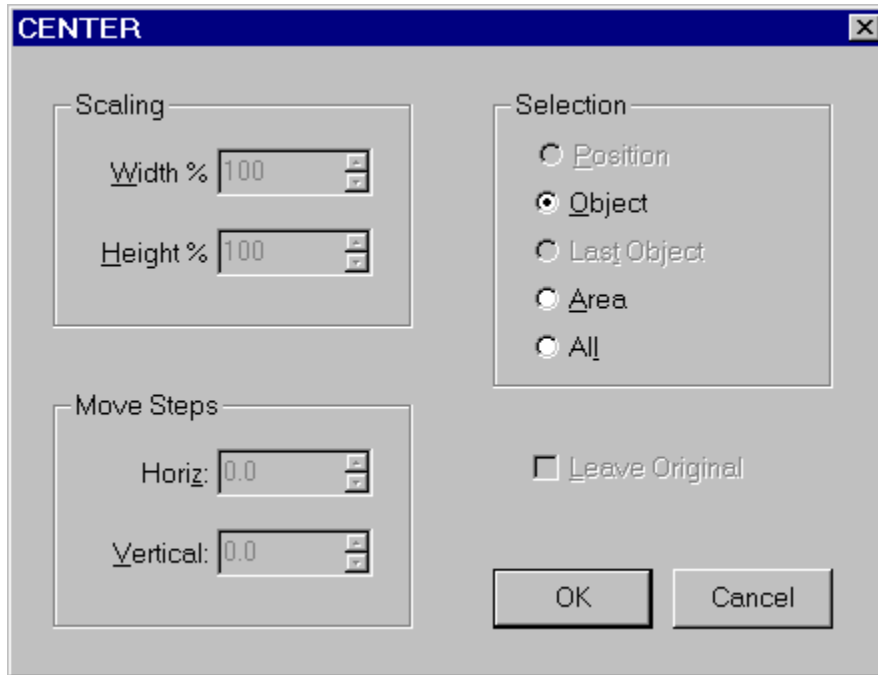 CENTER
Scaling
Width % 100
Height % 100
Move Steps
Horiz: 0.0
Vertical: 0.0
Selection
Position
Object
Last Object
Area
All
Leave Original
OK
Cancel